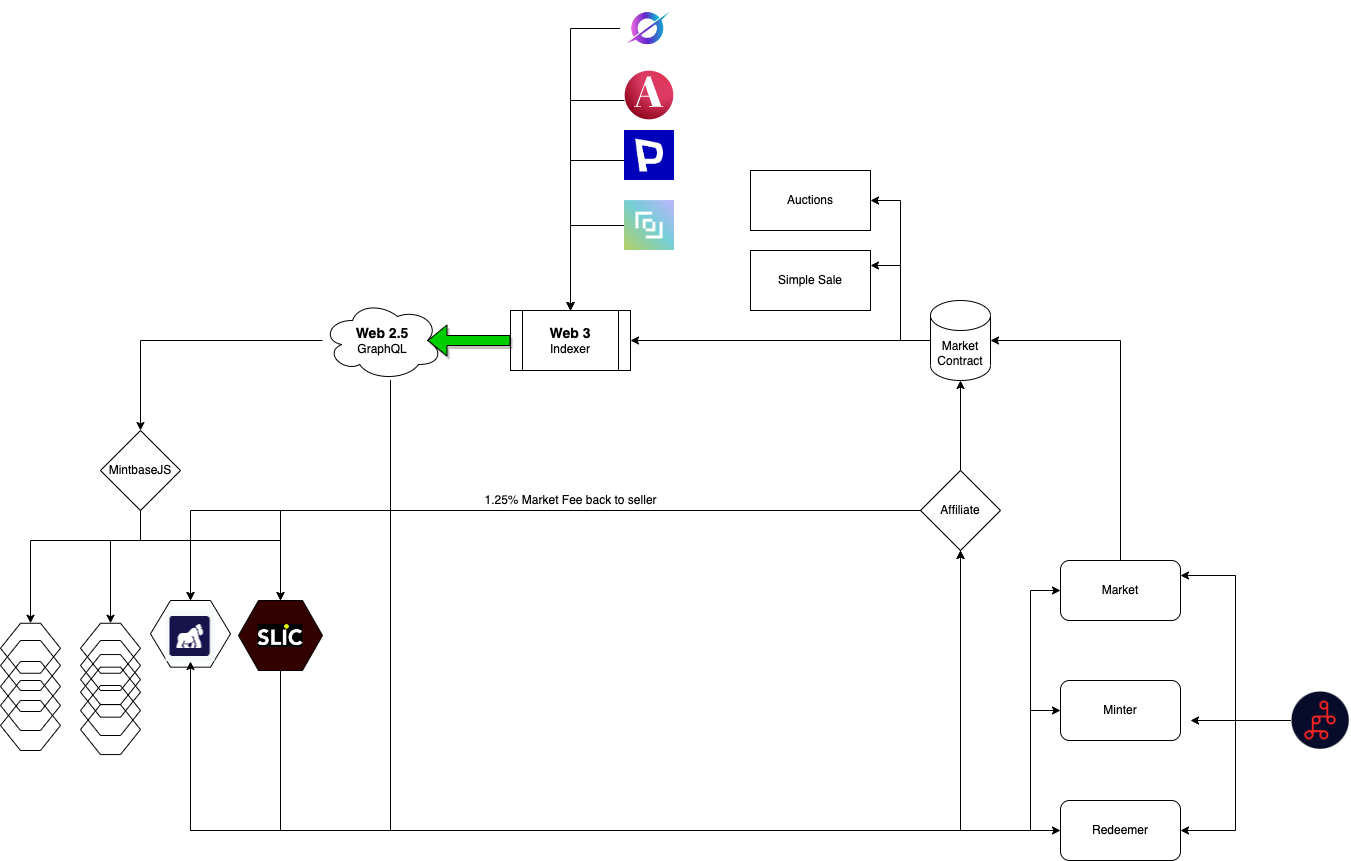 A
P
Auctions
Simple Sale
Web 2.5
GraphQL
Web 3
Indexer
Market
Contract
MintbaseJS
1.25% Market Fee back to seller
Affiliate
Market
SLiC
Minter
Redeemer